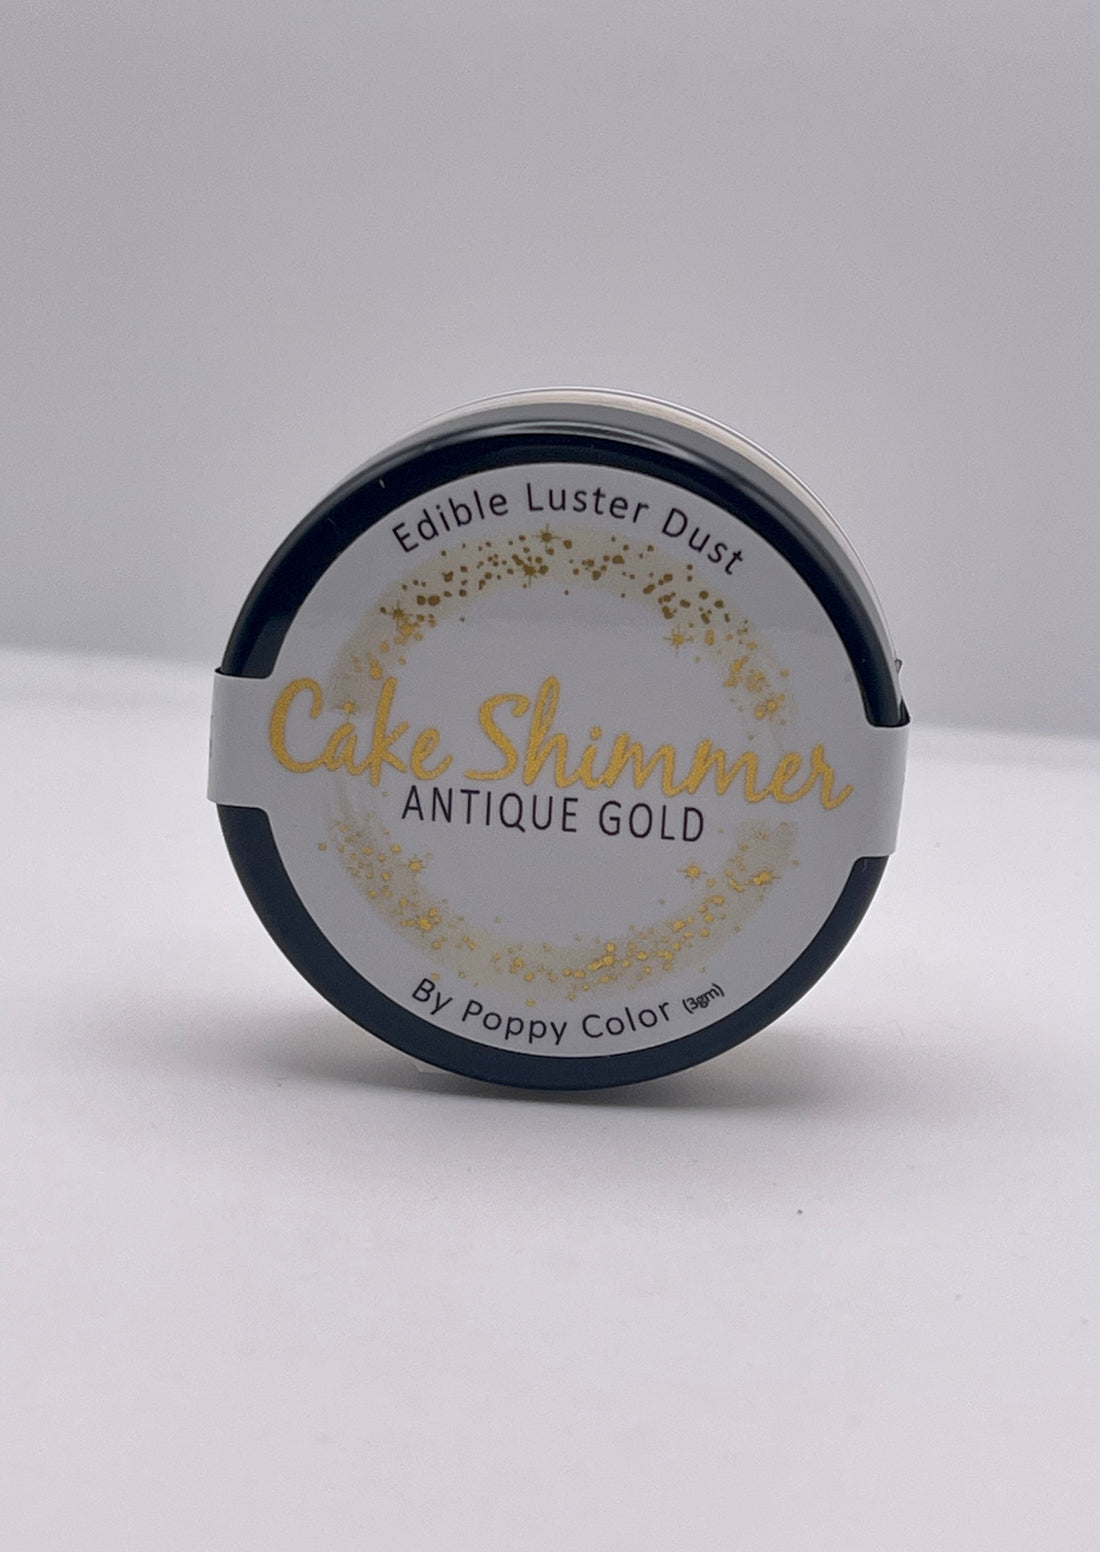 Edible Luster Dust
Cake Shimmer
ANTIQUE GOLD
By Poppy Color (3gm)